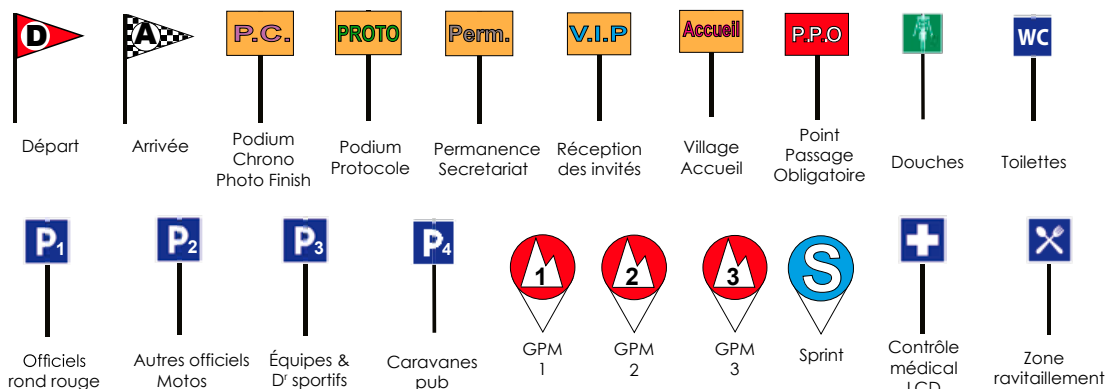 D
A
P.C.
PROTO
Perm.
V.I.P
Accueil
P.P.O
WC
Départ
Arrivée
Podium
Chrono
Photo Finish
Podium
Protocole
Permanence
Secretariat
Réception
des invités
Village
Accueil
Point
Passage
Obligatoire
Douches
Toilettes
P1
P2
P3
P4
1
2
3
S
Officiels
rond rouge
Autres officiels
Motos
Équipes &
Dr sportifs
Caravanes
pub
GPM
1
GPM
2
GPM
3
Sprint
Contrôle
médical
LCD
Zone
ravitaillement